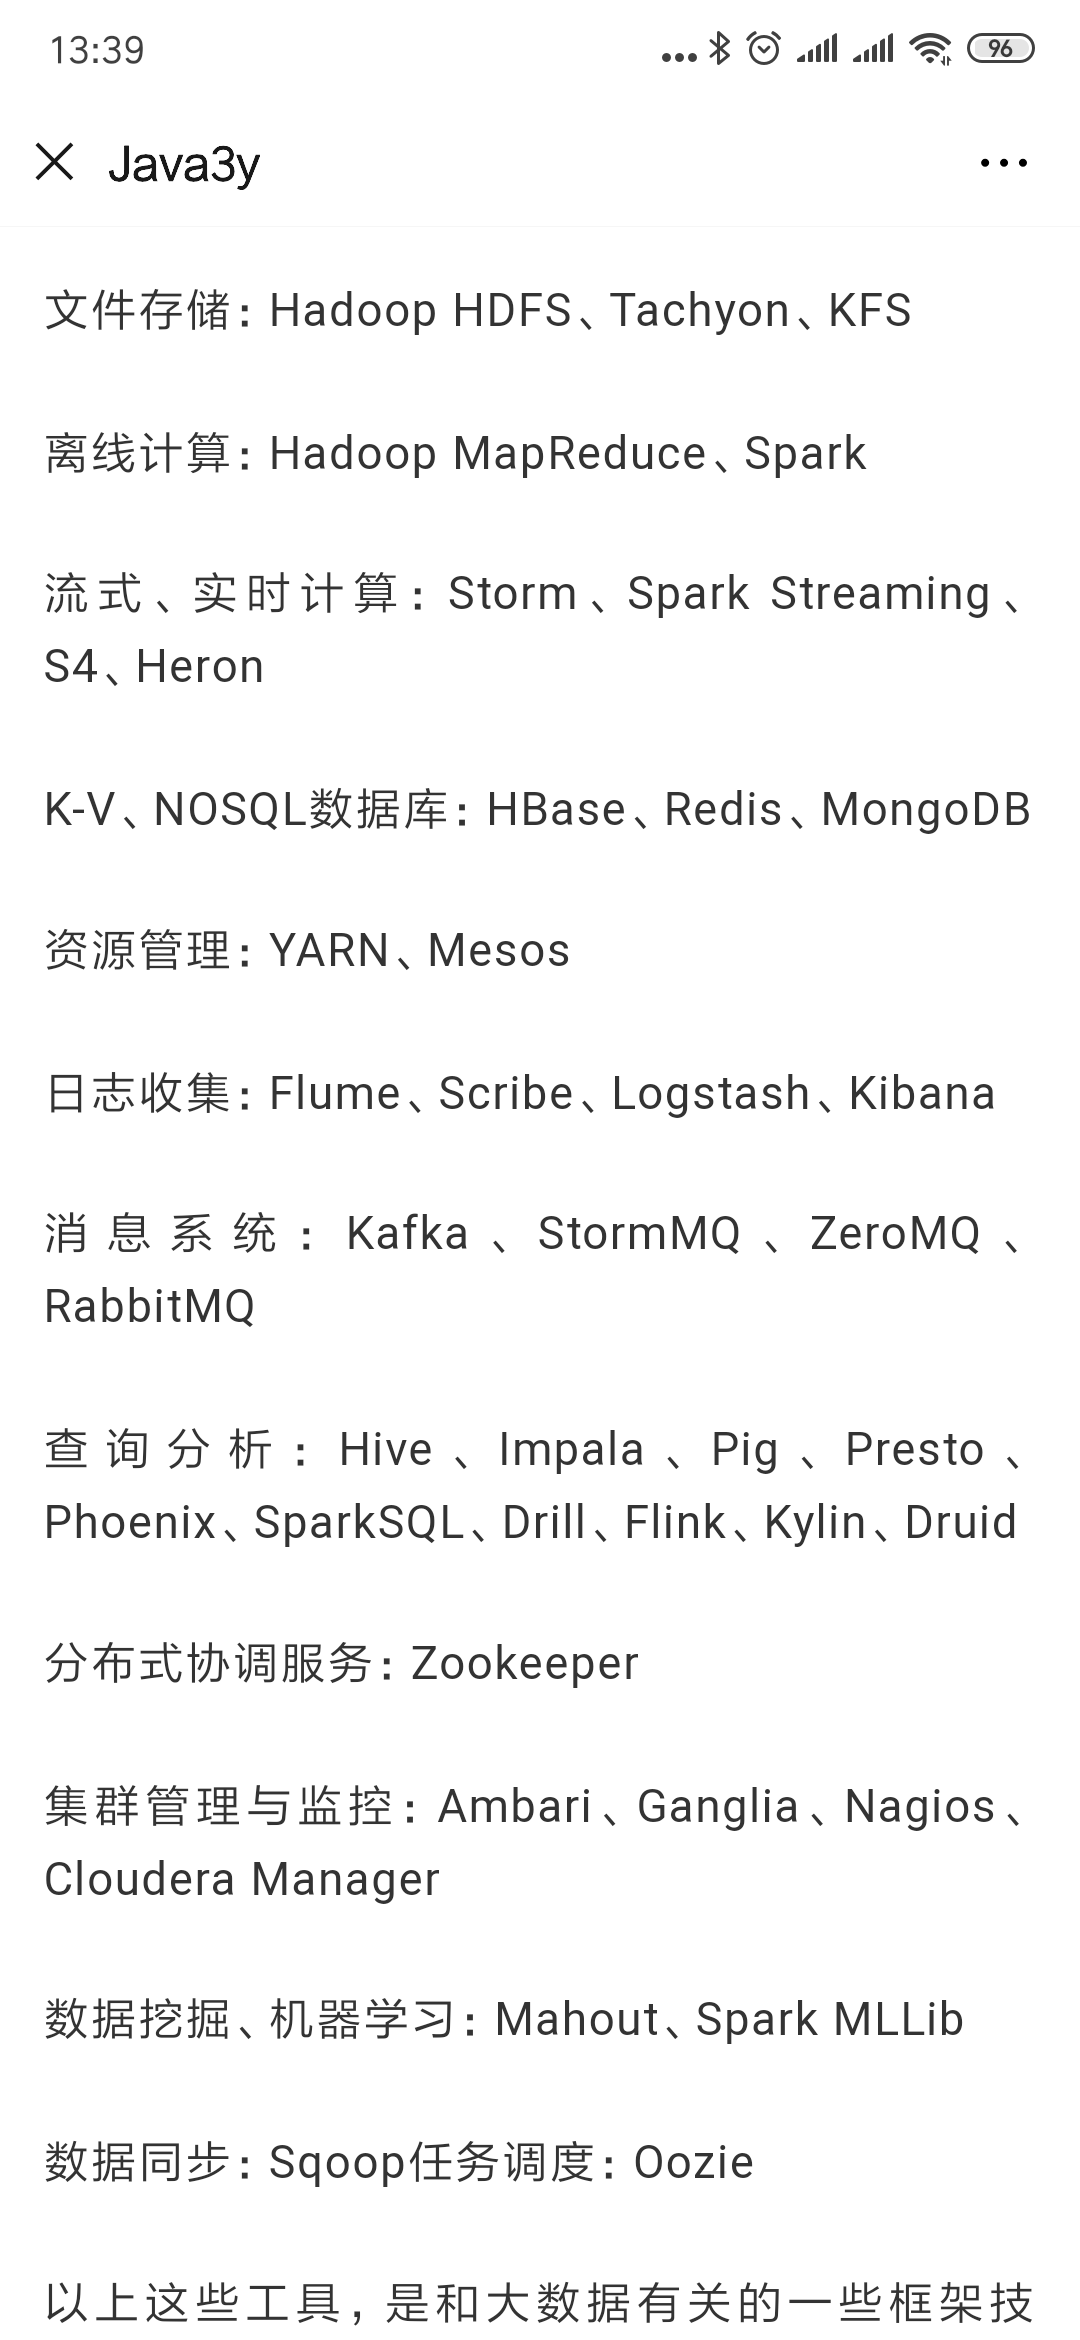 13:39
96
Java3y
文件存储：Hadoop HDFS、Tachyon、KFS
离线计算：Hadoop MapReduce、Spark
流式、实时计算：Storm、Spark Streaming、
S4、Heron
K-V、NOSQL数据库：HBase、Redis、MongoDB
资源管理：YARN、Mesos
日志收集：Flume、Scribe、Logstash、Kibana
消息系统：Kafka、StormMQ、ZeroMQ、
RabbitMQ
查询分析：Hive、Impala、Pig、Presto、
Phoenix、SparkSQL、Drill、Flink、Kylin、Druid
分布式协调服务：Zookeeper
集群管理与监控：Ambari、Ganglia、Nagios、
Cloudera Manager
数据挖掘、机器学习：Mahout、Spark MLLib
数据同步：Sqoop任务调度：Oozie
以上这些工具，是和大数据有关的一些框架技